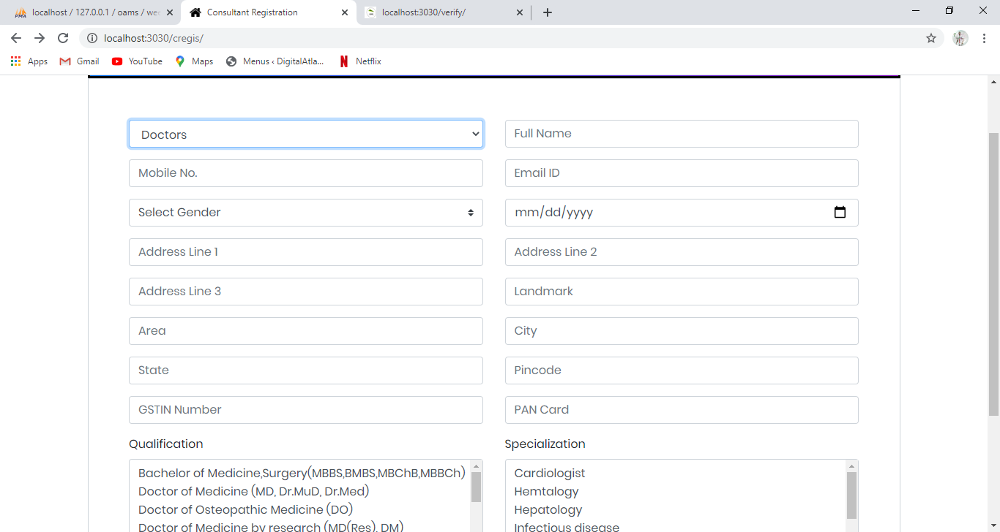 localhost / 127.0.0.1 / oams / we
Consultant Registration
localhost:3030/verify/
localhost:3030/cregis/
Apps
Gmail
YouTube
Maps
Menus ‹ DigitalAtla...
Netflix
Doctors
Full Name
Mobile No.
Email ID
Select Gender
mm/dd/yyyy
Address Line 1
Address Line 2
Address Line 3
Landmark
Area
City
State
Pincode
GSTIN Number
PAN Card
Qualification
Specialization
Bachelor of Medicine,Surgery(MBBS,BMBS,MBChB,MBBCh)
Doctor of Medicine (MD, Dr.MuD, Dr.Med)
Doctor of Osteopathic Medicine (DO)
Doctor of Medicine by research (MD(Res), DM)
Cardiologist
Hemtalogy
Hepatology
Infectious disease